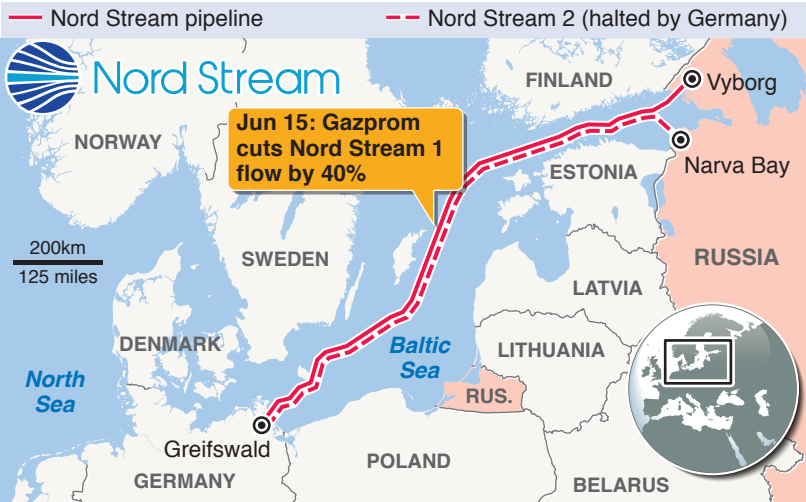 Nord Stream pipeline
Nord Stream 2 (halted by Germany)
Nord Stream
FINLAND
Vyborg
Jun 15: Gazprom
cuts Nord Stream 1
flow by 40%
NORWAY
Narva Bay
ESTONIA
200km
125 miles
SWEDEN
RUSSIA
LATVIA
DENMARK
Baltic
Sea
LITHUANIA
North
Sea
RUS.
Greifswald
POLAND
GERMANY
BELARUS